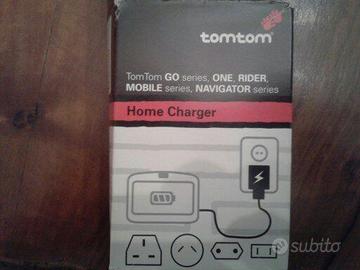 tomtom
TomTom GO series, ONE, RIDER,
MOBILE series, NAVIGATOR series
Home Charger
subito